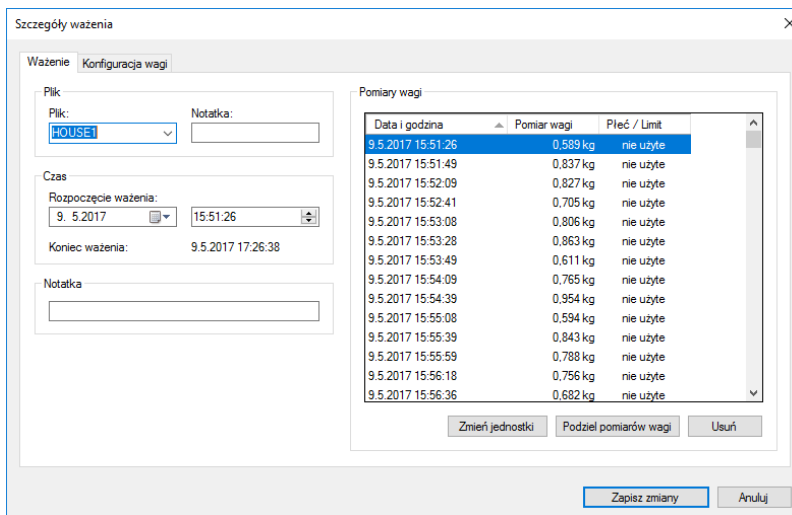 Szczegóły ważenia
Ważenie Konfiguracja wagi
Plik
Plik: Notatka:
HOUSE1
Czas
Rozpoczęcie ważenia:
9. 5.2017 15:51:26
Koniec ważenia: 9.5.2017 17:26:38
Notatka
Pomiary wagi
Data i godzina Pomiar wagi Płeć / Limit
9.5.2017 15:51:26 0,589 kg nie użyte
9.5.2017 15:51:49 0,837 kg nie użyte
9.5.2017 15:52:09 0,827 kg nie użyte
9.5.2017 15:52:41 0,705 kg nie użyte
9.5.2017 15:53:08 0,806 kg nie użyte
9.5.2017 15:53:28 0,863 kg nie użyte
9.5.2017 15:53:49 0,611 kg nie użyte
9.5.2017 15:54:09 0,765 kg nie użyte
9.5.2017 15:54:39 0,954 kg nie użyte
9.5.2017 15:55:08 0,594 kg nie użyte
9.5.2017 15:55:39 0,843 kg nie użyte
9.5.2017 15:55:59 0,788 kg nie użyte
9.5.2017 15:56:18 0,756 kg nie użyte
9.5.2017 15:56:36 0,682 kg nie użyte
Zmień jednostki Podziel pomiarów wagi Usuń
Zapisz zmiany Anuluj